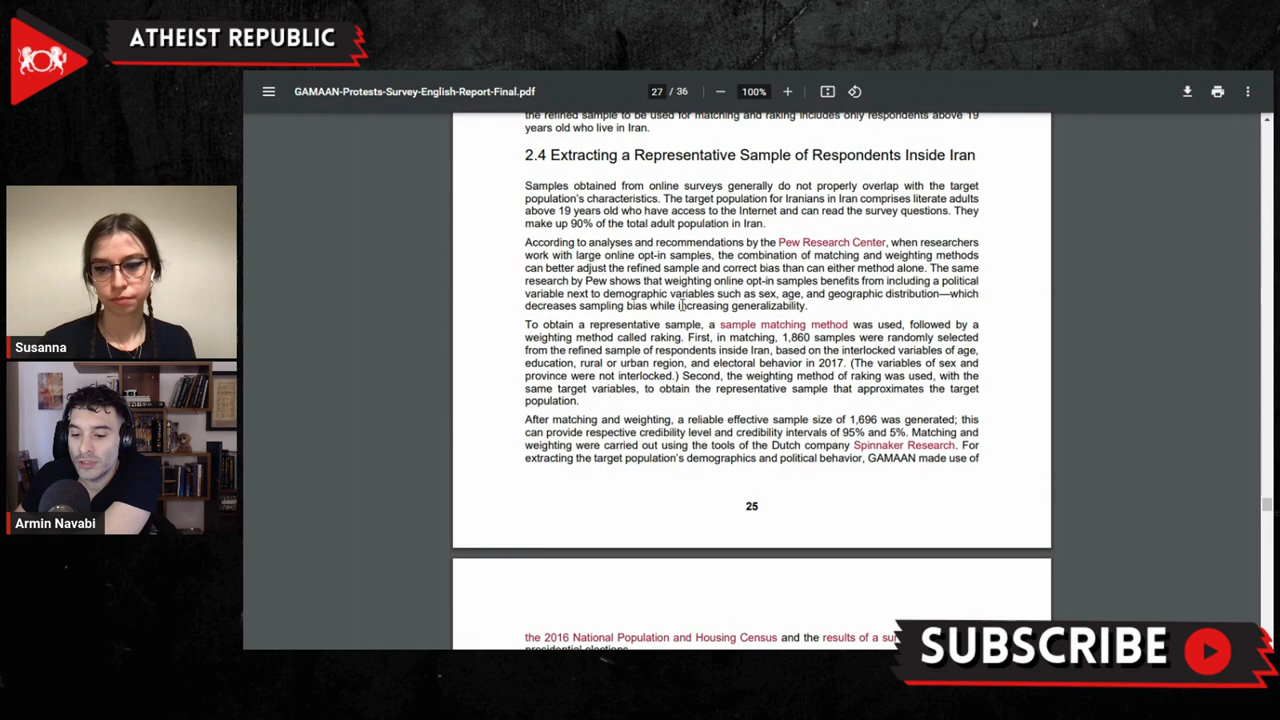 ATHEIST REPUBLIC
GAMAAN-Protests-Survey-English-Report-Final.pdf
27 / 36
100%
the refined sample to be used for matching and raking includes only respondents above 19
years old who live in Iran.
2.4 Extracting a Representative Sample of Respondents Inside Iran
Samples obtained from online surveys generally do not properly overlap with the target
population's characteristics. The target population for Iranians in Iran comprises literate adults
above 19 years old who have access to the Internet and can read the survey questions. They
make up 90% of the total adult population in Iran.
According to analyses and recommendations by the Pew Research Center, when researchers
work with large online opt-in samples, the combination of matching and weighting methods
can better adjust the refined sample and correct bias than can either method alone. The same
research by Pew shows that weighting online opt-in samples benefits from including a political
variable next to demographic variables such as sex, age, and geographic distribution—which
decreases sampling bias while increasing generalizability.
To obtain a representative sample, a sample matching method was used, followed by a
weighting method called raking. First, in matching, 1,860 samples were randomly selected
from the refined sample of respondents inside Iran, based on the interlocked variables of age,
education, rural or urban region, and electoral behavior in 2017. (The variables of sex and
province were not interlocked.) Second, the weighting method of raking was used, with the
same target variables, to obtain the representative sample that approximates the target
population.
After matching and weighting, a reliable effective sample size of 1,696 was generated; this
can provide respective credibility level and credibility intervals of 95% and 5%. Matching and
weighting were carried out using the tools of the Dutch company Spinnaker Research. For
extracting the target population's demographics and political behavior, GAMAAN made use of
25
the 2016 National Population and Housing Census and the results of a
presidential elections
Susanna
Armin Navabi
SUBSCRIBE